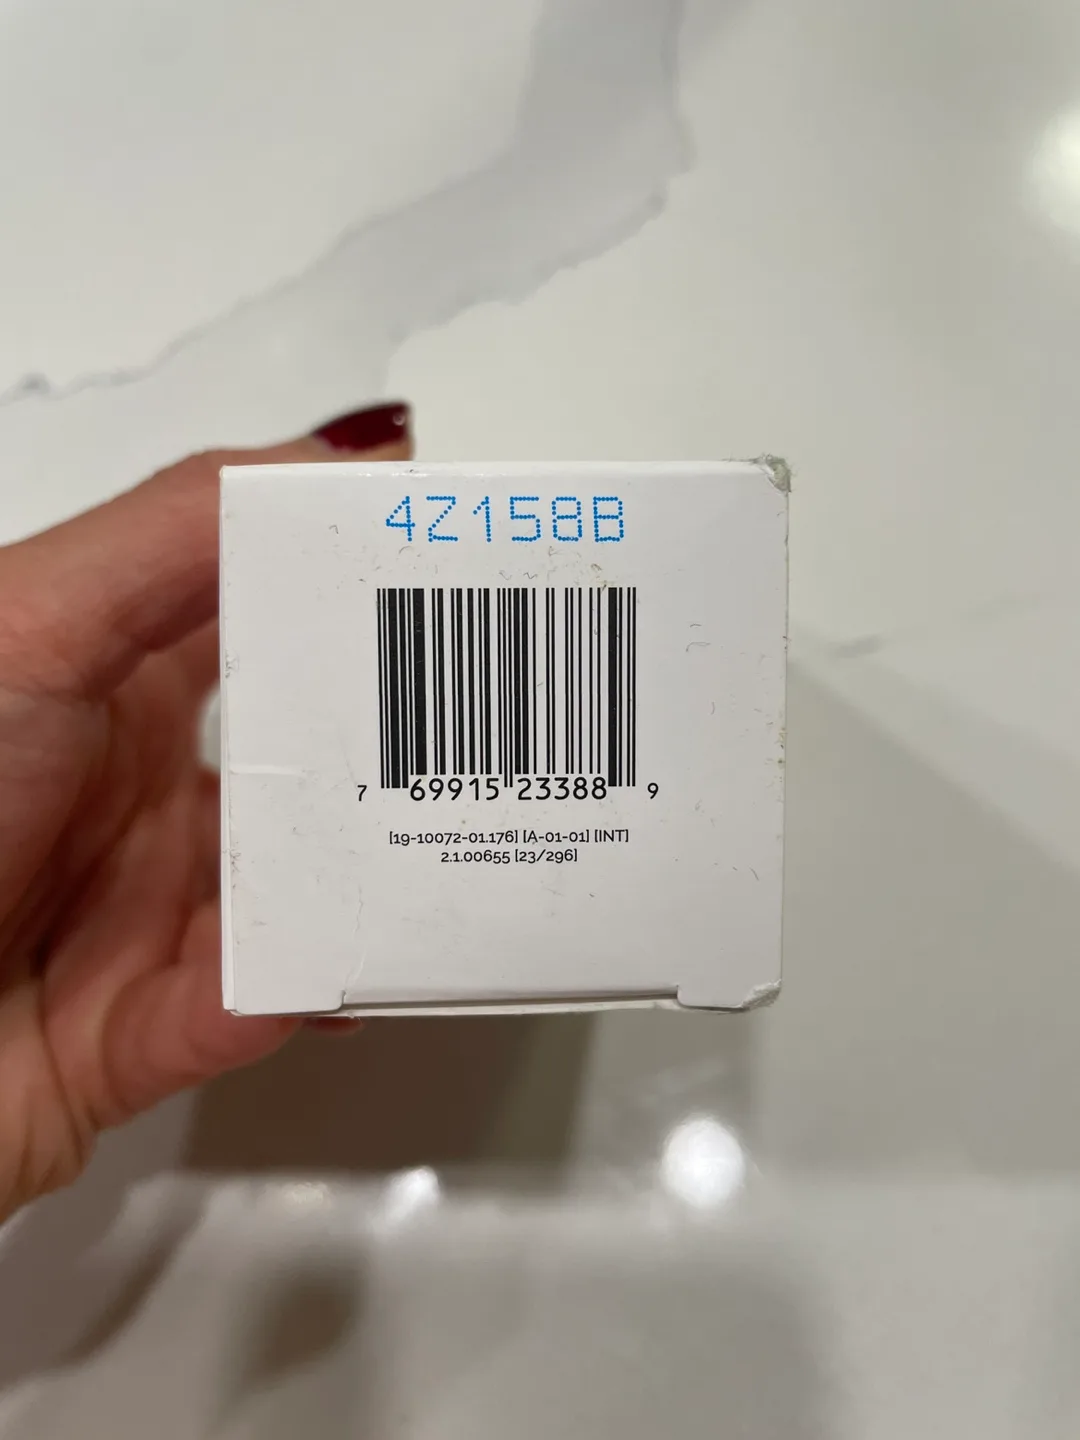 4Z158B
7 69915 23388 9
[19-10072-01.176] [A-01-01] [INT]
2.1.00655 [23/296]